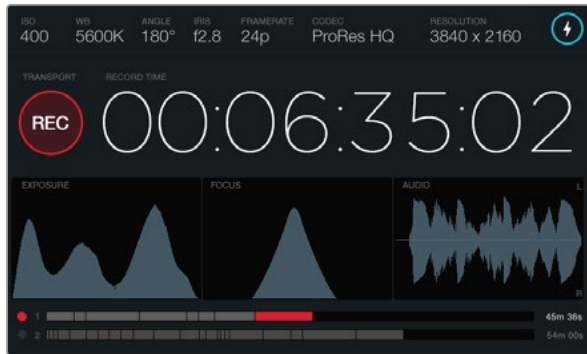 ISO WB ANGLE IRIS FRAMERATE CODEC RESOLUTION
400 5600K 180° f2.8 24p ProRes HQ 3840 x 2160
TRANSPORT RECORD TIME
REC 00:06:35:02
EXPOSURE FOCUS AUDIO L
R
1 45m 36s
2 54m 00s